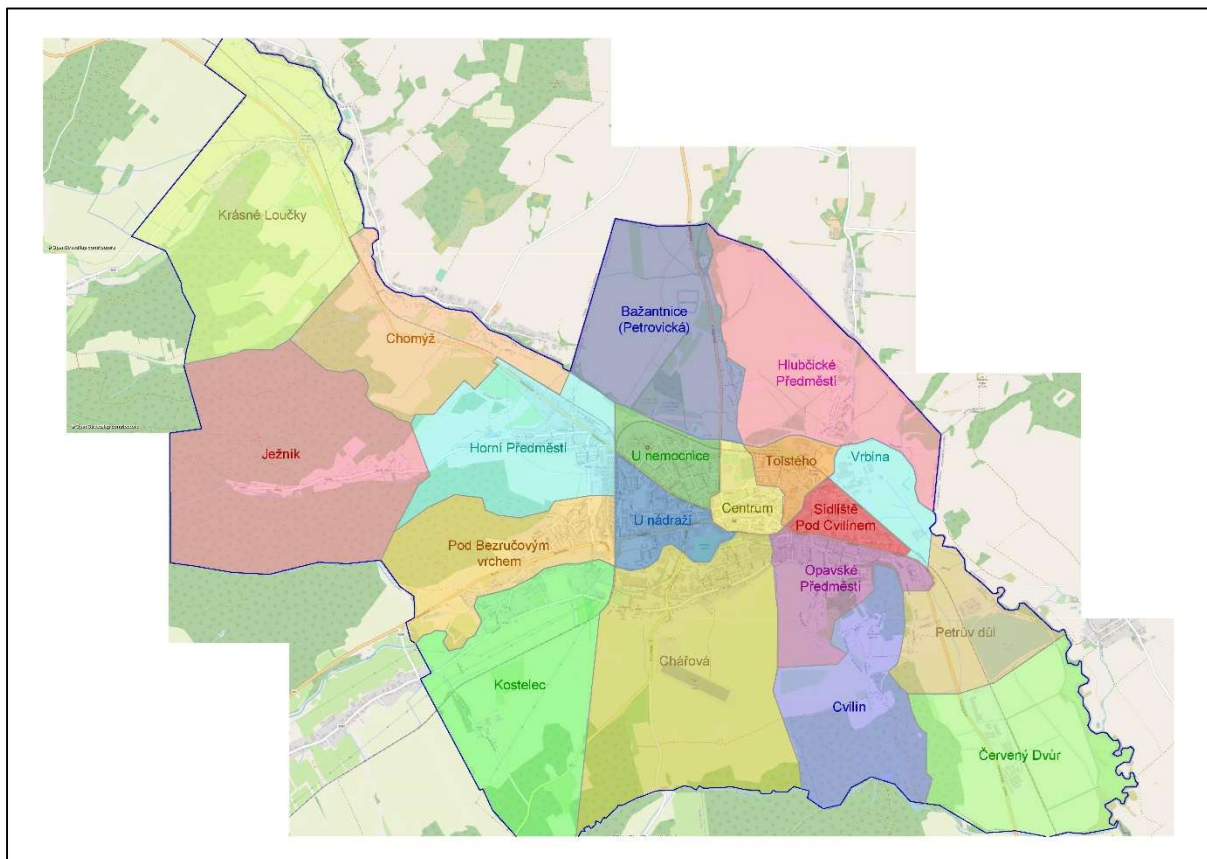 Krásné Loučky
Chomýž
Bažantnice
(Petrovická)
Hlubčické
Předměstí
Ježník
Horní Předměstí
U nemocnice
Tolstého
Vrbina
U nádraží
Centrum
Sídliště
Pod Cvilínem
Pod Bezručovým
vrchem
Opavské
Předměstí
Petrův důl
Chářová
Kostelec
Cvilín
Červený Dvůr